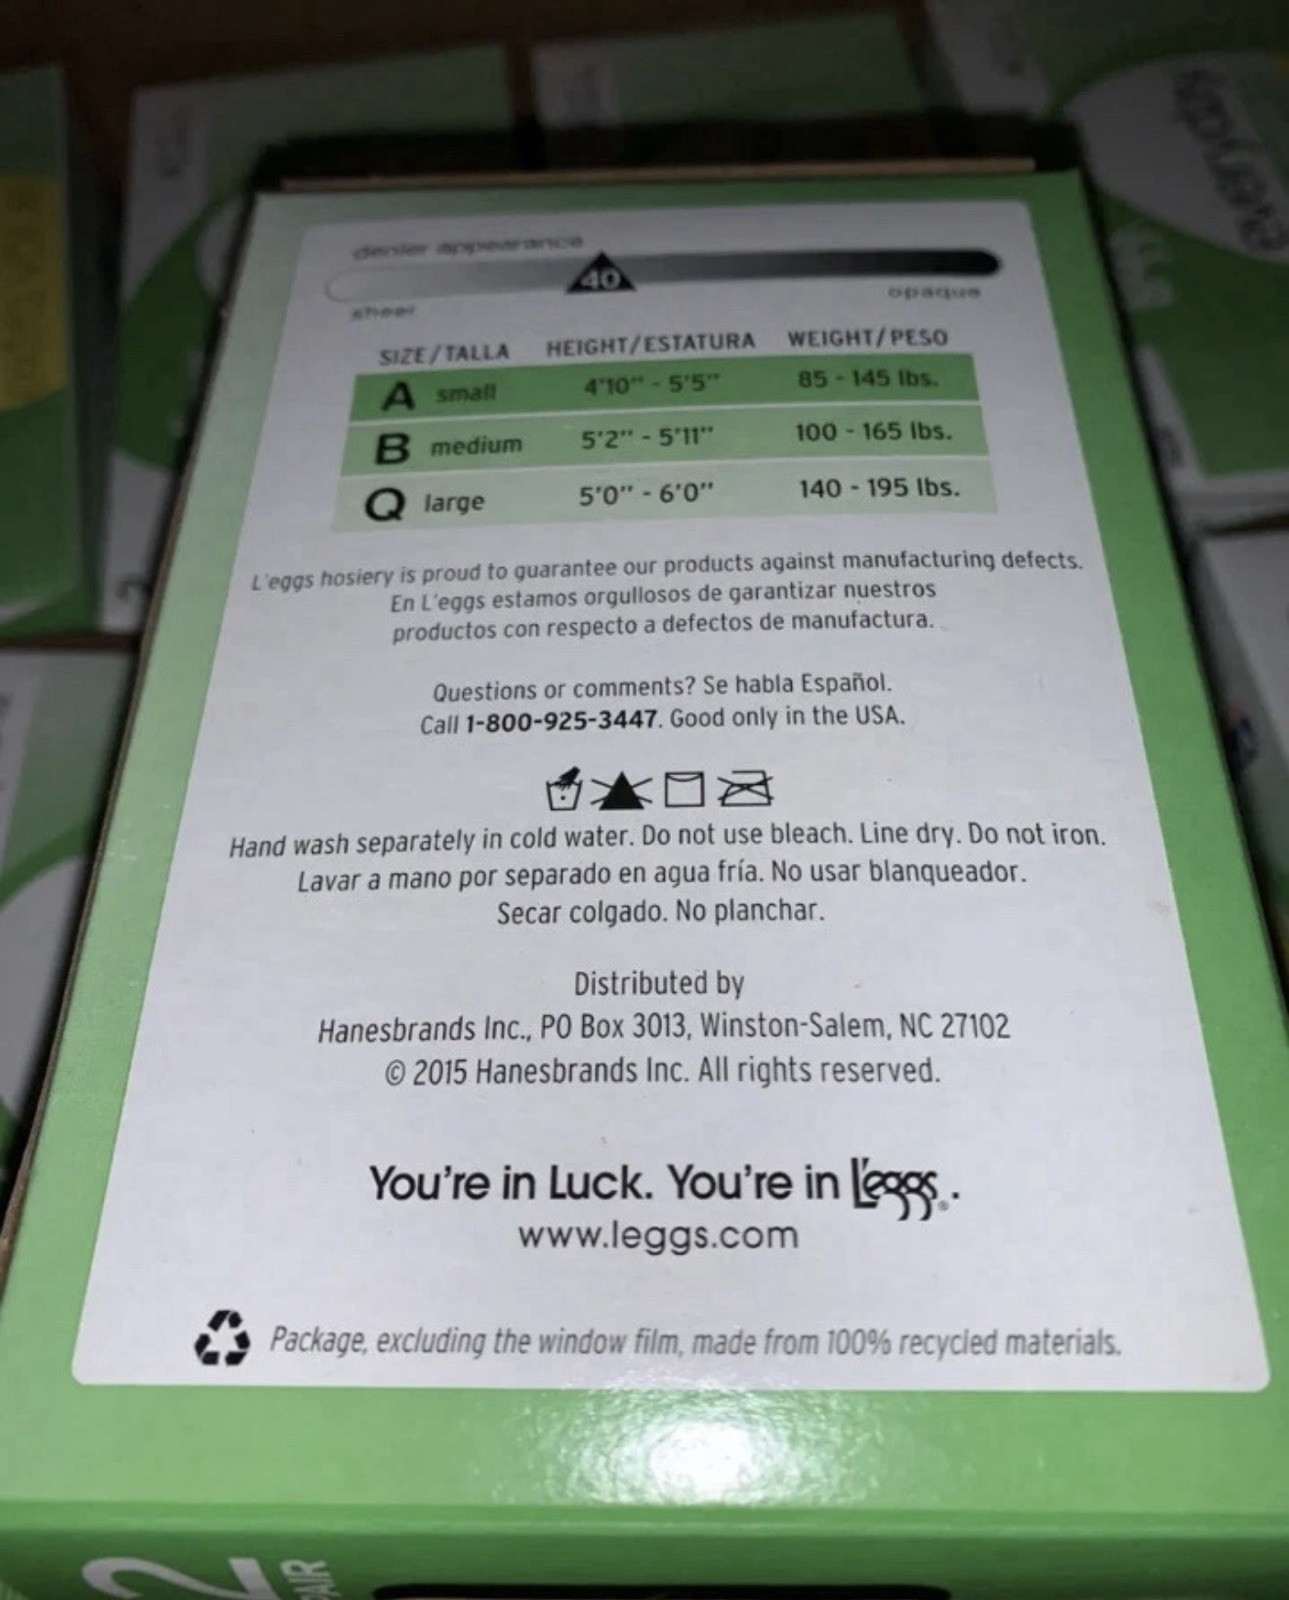 denier appearance
40
sheer
opaque
SIZE/TALLA HEIGHT/ESTATURA WEIGHT/PESO
A small 4'10" - 5'5" 85 - 145 lbs.
B medium 5'2" - 5'11" 100 - 165 lbs.
Q large 5'0" - 6'0" 140 - 195 lbs.
L'eggs hosiery is proud to guarantee our products against manufacturing defects.
En L'eggs estamos orgullosos de garantizar nuestros
productos con respecto a defectos de manufactura.
Questions or comments? Se habla Español.
Call 1-800-925-3447. Good only in the USA.
Hand wash separately in cold water. Do not use bleach. Line dry. Do not iron.
Lavar a mano por separado en agua fría. No usar blanqueador.
Secar colgado. No planchar.
Distributed by
Hanesbrands Inc., PO Box 3013, Winston-Salem, NC 27102
© 2015 Hanesbrands Inc. All rights reserved.
You're in Luck. You're in L'eggs®.
www.leggs.com
Package, excluding the window film, made from 100% recycled materials.
2